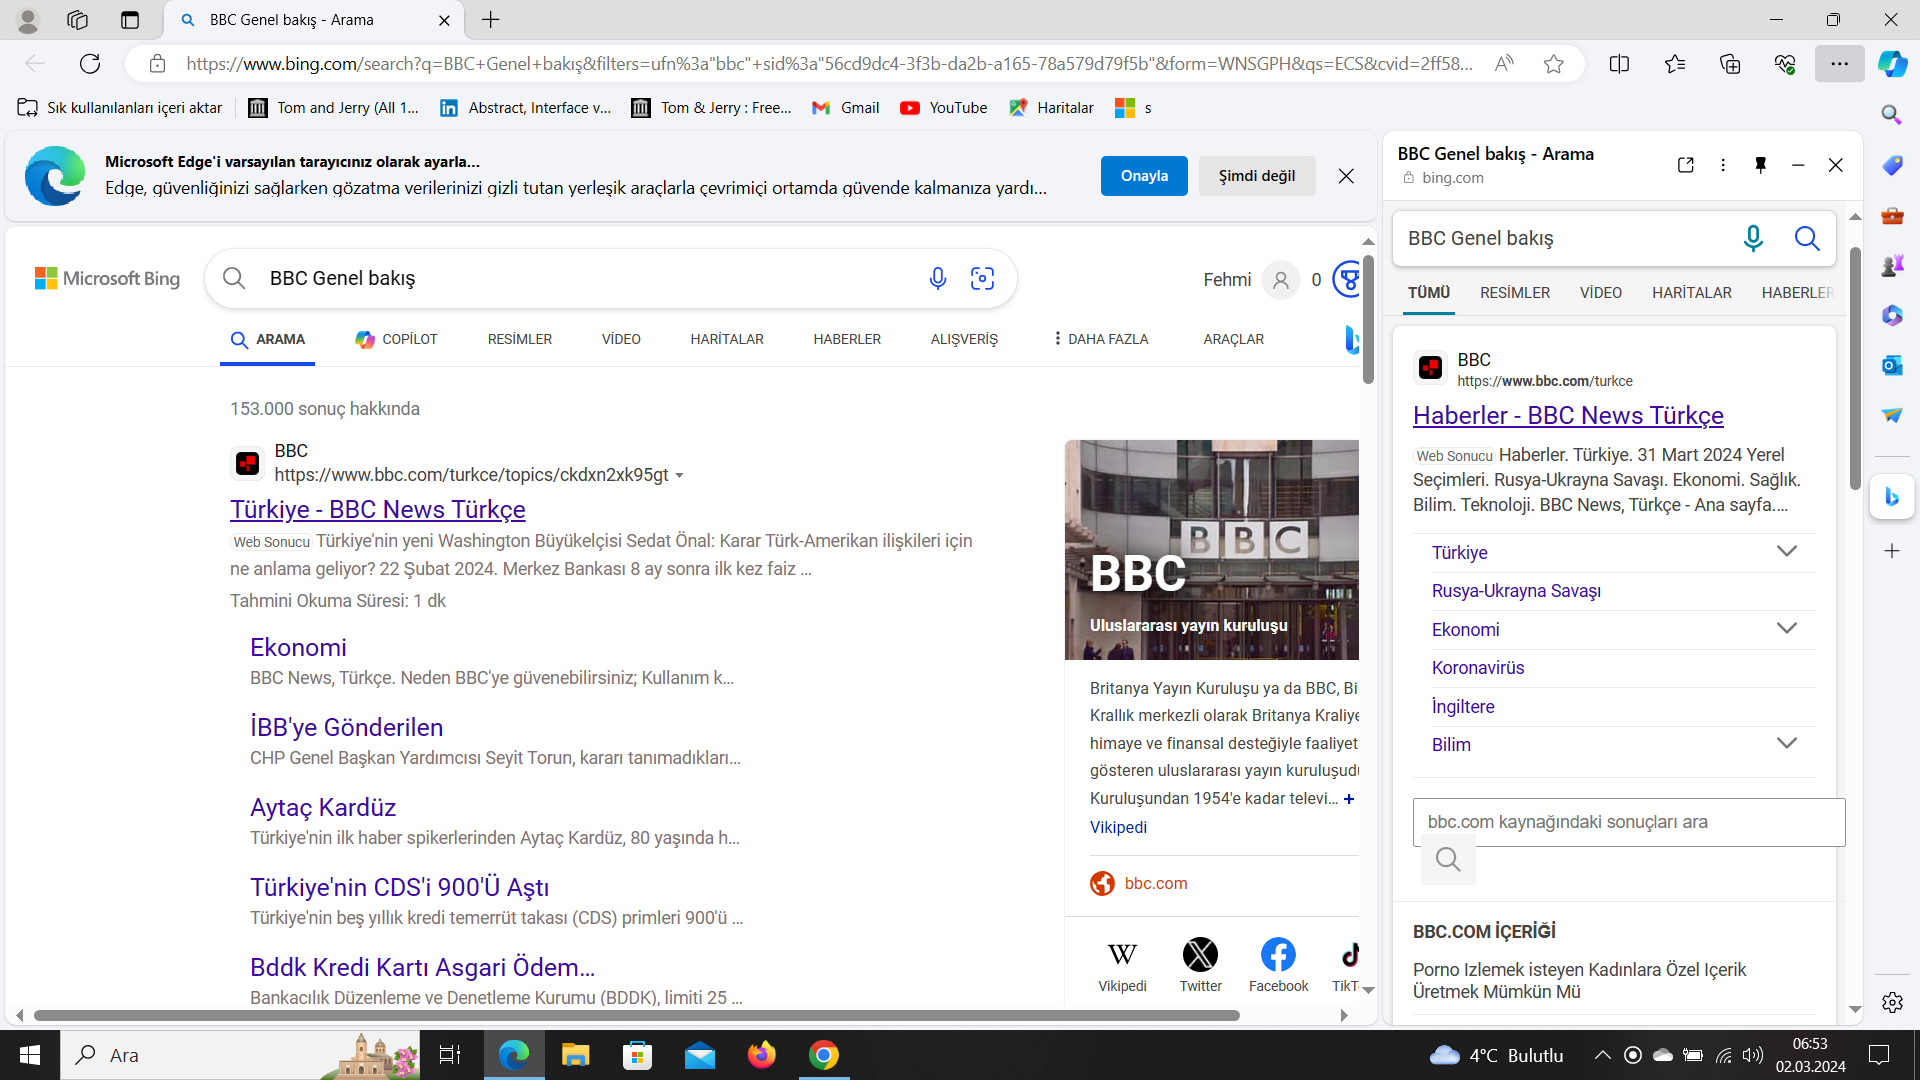 BBC Genel bakış - Arama
https://www.bing.com/search?q=BBC+Genel+bakış&filters=ufn%3a"bbc"+sid%3a"56cd9dc4-3f3b-da2b-a165-78a579d79f5b"&form=WNSGPH&qs=ECS&cvid=2ff58...
Sık kullanılanları içeri aktar
Tom and Jerry (All 1...
Abstract, Interface v...
Tom & Jerry : Free...
Gmail
YouTube
Haritalar
s
Microsoft Edge'i varsayılan tarayıcınız olarak ayarla...
Edge, güvenliğinizi sağlarken gözatma verilerinizi gizli tutan yerleşik araçlarla çevrimiçi ortamda güvende kalmanıza yardı...
Onayla
Şimdi değil
Microsoft Bing
BBC Genel bakış
Fehmi
0
ARAMA
COPİLOT
RESİMLER
VİDEO
HARİTALAR
HABERLER
ALIŞVERİŞ
DAHA FAZLA
ARAÇLAR
153.000 sonuç hakkında
BBC
https://www.bbc.com/turkce/topics/ckdxn2xk95gt
Türkiye - BBC News Türkçe
Web Sonucu Türkiye'nin yeni Washington Büyükelçisi Sedat Önal: Karar Türk-Amerikan ilişkileri için
ne anlama geliyor? 22 Şubat 2024. Merkez Bankası 8 ay sonra ilk kez faiz ...
Tahmini Okuma Süresi: 1 dk
Ekonomi
BBC News, Türkçe. Neden BBC'ye güvenebilirsiniz; Kullanım k...
İBB'ye Gönderilen
CHP Genel Başkan Yardımcısı Seyit Torun, kararı tanımadıkları...
Aytaç Kardüz
Türkiye'nin ilk haber spikerlerinden Aytaç Kardüz, 80 yaşında h...
Türkiye'nin CDS'i 900'Ü Aştı
Türkiye'nin beş yıllık kredi temerrüt takası (CDS) primleri 900'ü ...
Bddk Kredi Kartı Asgari Ödem...
Bankacılık Düzenleme ve Denetleme Kurumu (BDDK), limiti 25 ...
BBC
BBC
Uluslararası yayın kuruluşu
Britanya Yayın Kuruluşu ya da BBC, Bi
Krallık merkezli olarak Britanya Kraliye
himaye ve finansal desteğiyle faaliyet
gösteren uluslararası yayın kuruluşudu
Kuruluşundan 1954'e kadar televi... +
Vikipedi
bbc.com
W
Vikipedi
Twitter
Facebook
TikT
BBC Genel bakış - Arama
bing.com
BBC Genel bakış
TÜMÜ
RESİMLER
VİDEO
HARİTALAR
HABERLER
BBC
https://www.bbc.com/turkce
Haberler - BBC News Türkçe
Web Sonucu Haberler. Türkiye. 31 Mart 2024 Yerel
Seçimleri. Rusya-Ukrayna Savaşı. Ekonomi. Sağlık.
Bilim. Teknoloji. BBC News, Türkçe - Ana sayfa....
Türkiye
Rusya-Ukrayna Savaşı
Ekonomi
Koronavirüs
İngiltere
Bilim
bbc.com kaynağındaki sonuçları ara
BBC.COM İÇERİĞİ
Porno Izlemek isteyen Kadınlara Özel Içerik
Üretmek Mümkün Mü
Ara
4°C Bulutlu
06:53
02.03.2024